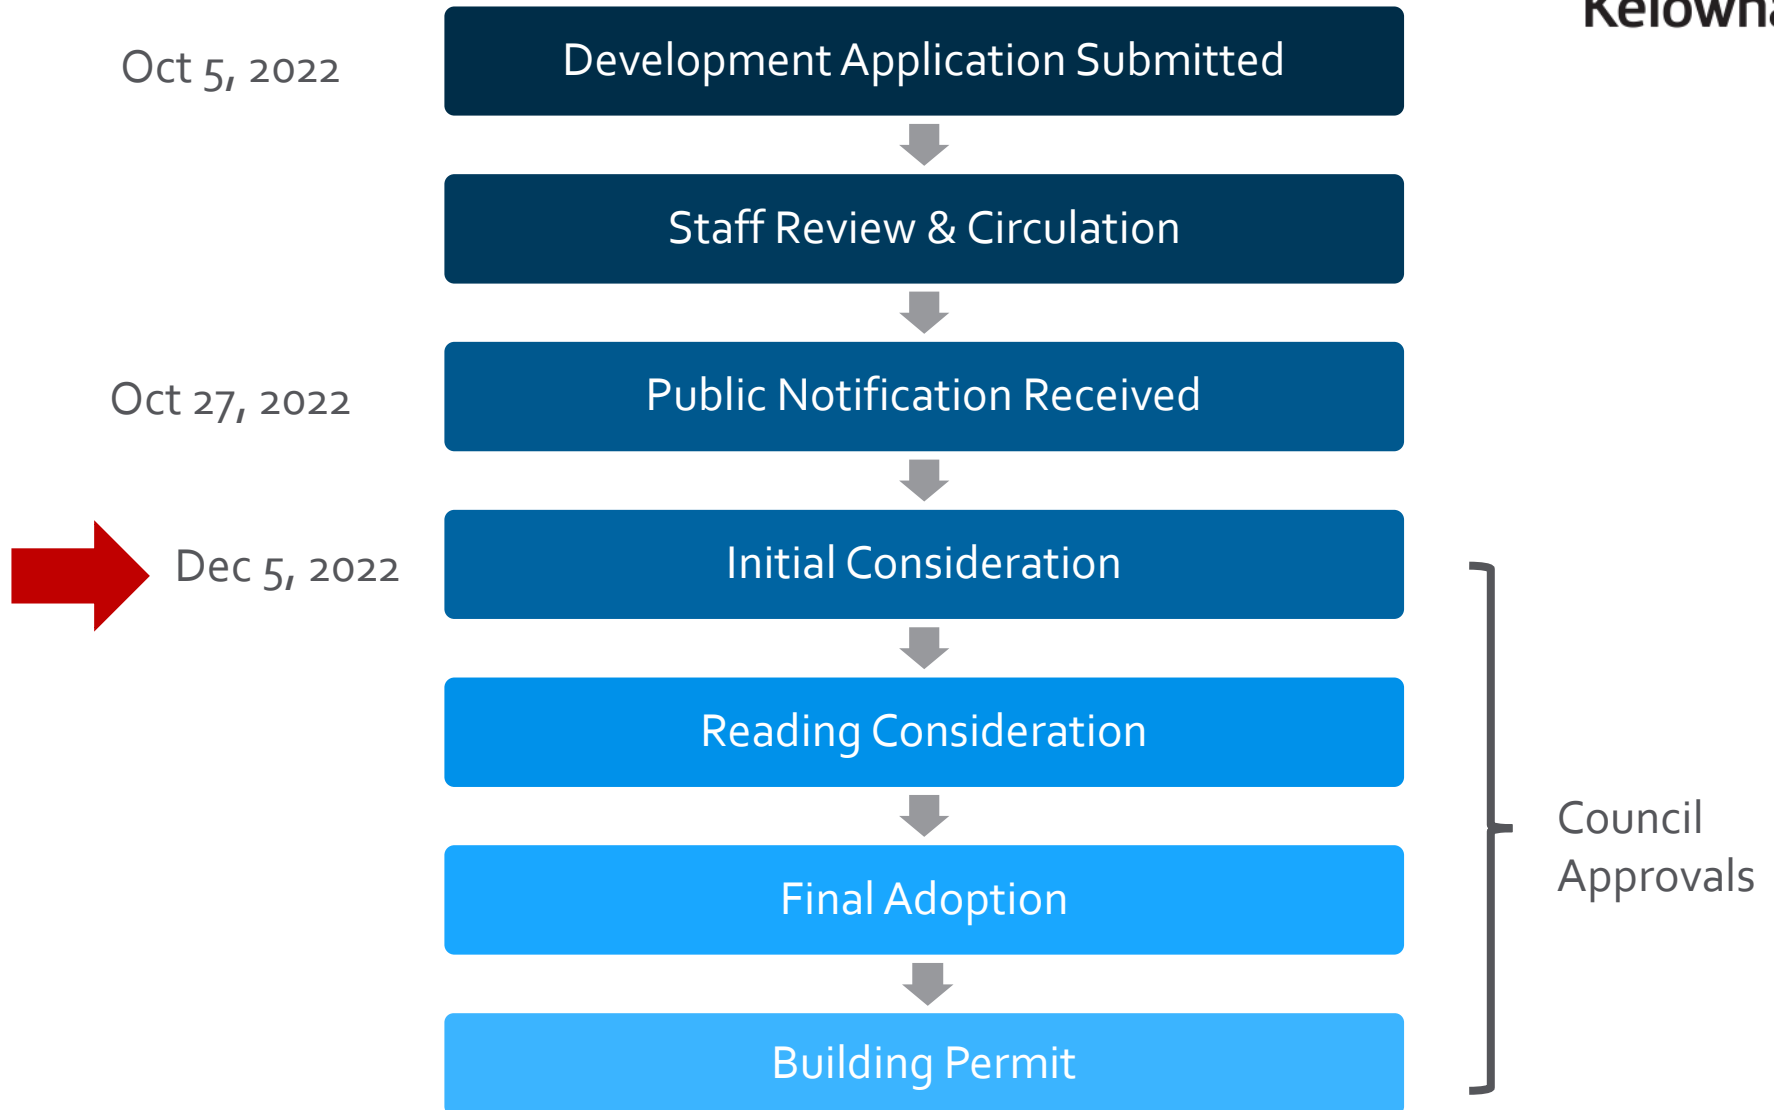 Kelowna
Oct 5, 2022
Development Application Submitted
Staff Review & Circulation
Oct 27, 2022
Public Notification Received
Dec 5, 2022
Initial Consideration
Reading Consideration
Final Adoption
Building Permit
Council
Approvals